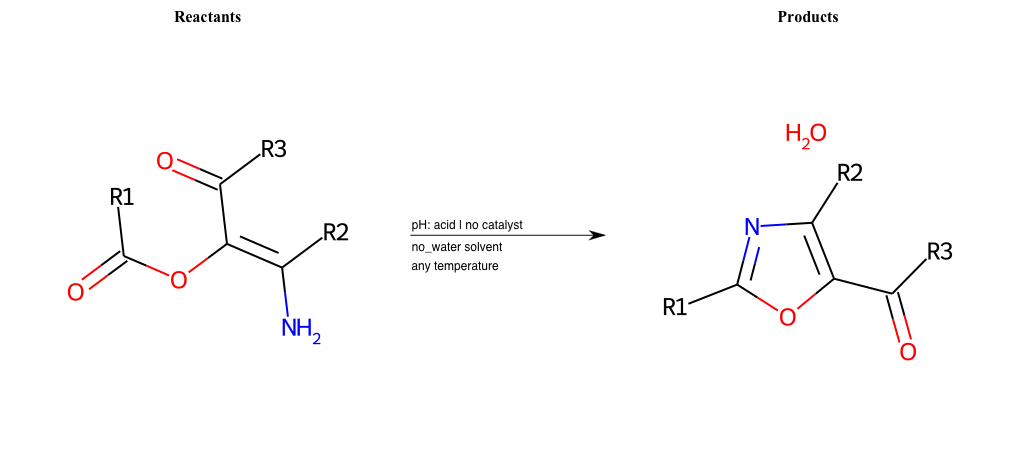 Reactants
Products
H2O
O
R3
R1
R2
O
O
NH2
pH: acid | no catalyst
no_water solvent
any temperature
R2
N
R3
R1
O
O